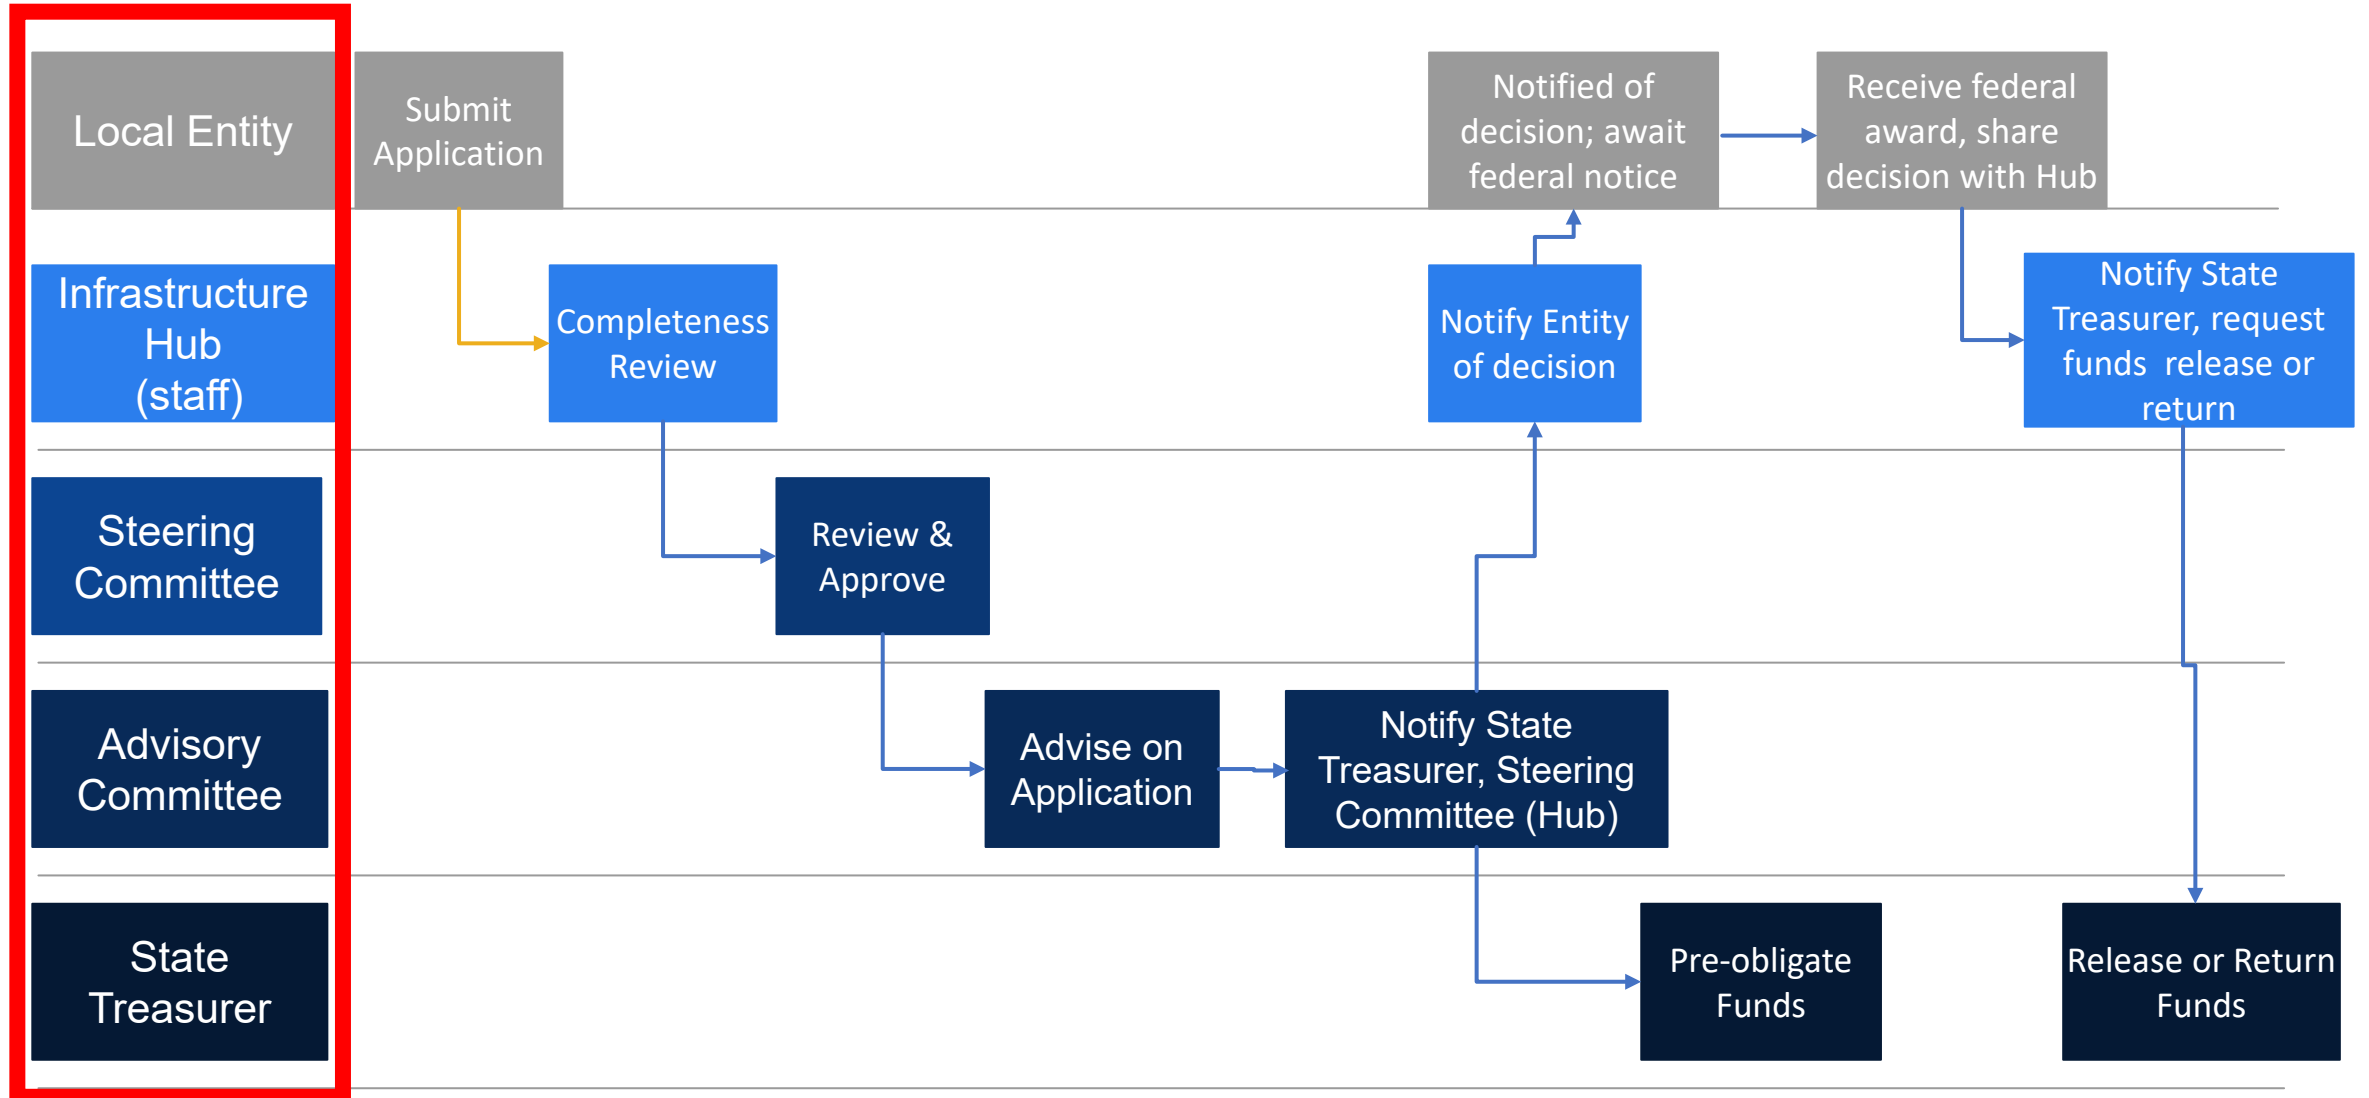 Local Entity
Submit
Application
Notified of
decision; await
federal notice
Receive federal
award, share
decision with Hub
Infrastructure
Hub
(staff)
Completeness
Review
Notify Entity
of decision
Notify State
Treasurer, request
funds  release or
return
Steering
Committee
Review &
Approve
Advisory
Committee
Advise on
Application
Notify State
Treasurer, Steering
Committee (Hub)
State
Treasurer
Pre-obligate
Funds
Release or Return
Funds